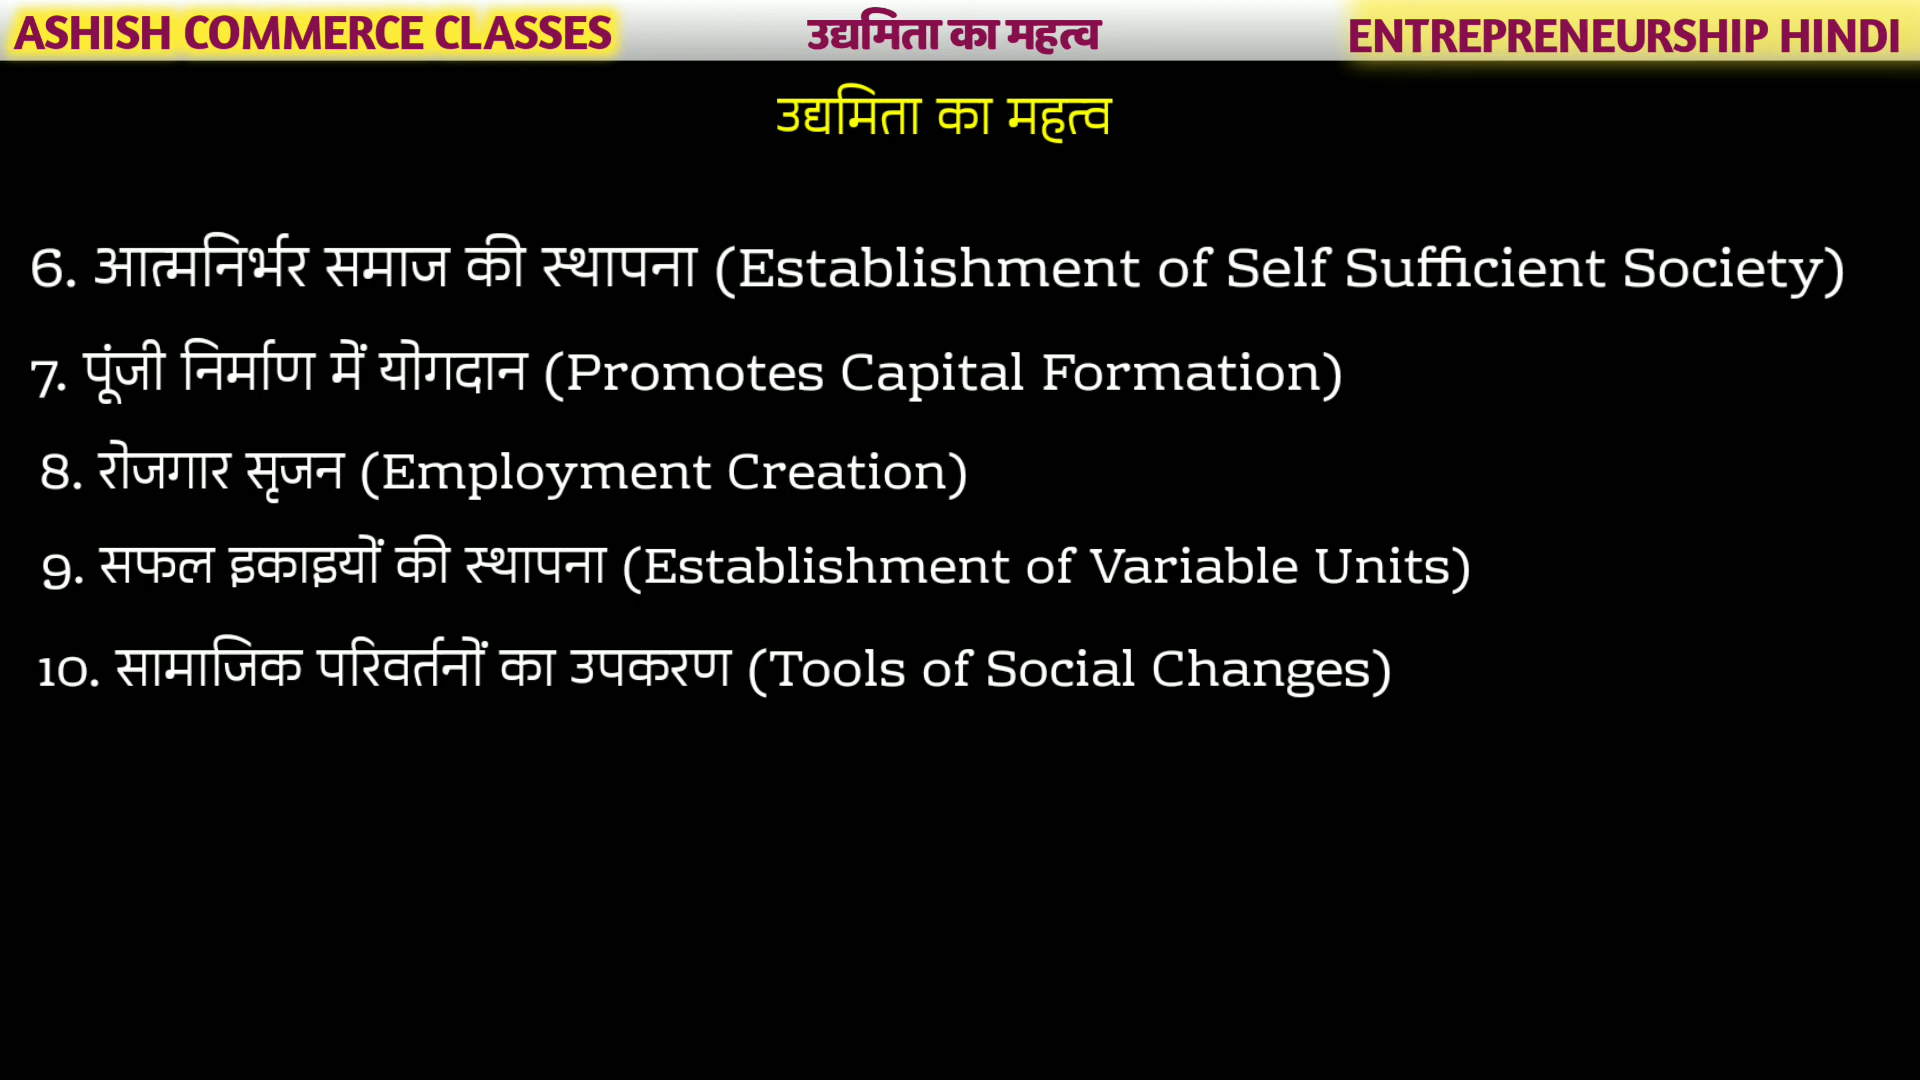 ASHISH COMMERCE CLASSES
उद्यमिता का महत्व
ENTREPRENEURSHIP HINDI
उद्यमिता का महत्व
6. आत्मनिर्भर समाज की स्थापना (Establishment of Self Sufficient Society)
7. पूंजी निर्माण में योगदान (Promotes Capital Formation)
8. रोजगार सृजन (Employment Creation)
9. सफल इकाइयों की स्थापना (Establishment of Variable Units)
10. सामाजिक परिवर्तनों का उपकरण (Tools of Social Changes)